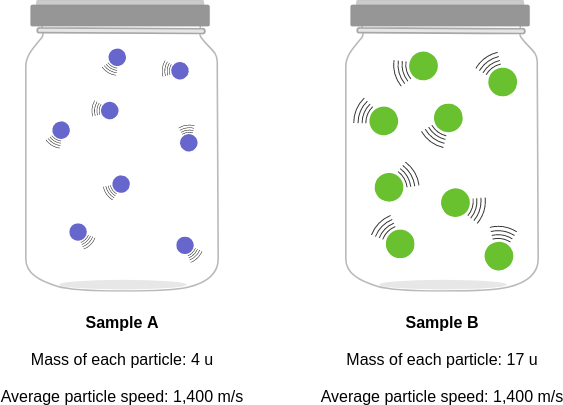 Sample A
Mass of each particle: 4 u
Average particle speed: 1,400 m/s
Sample B
Mass of each particle: 17 u
Average particle speed: 1,400 m/s